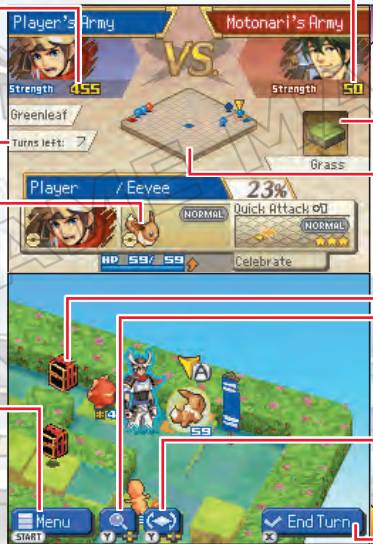 Player's Army
Motonari's Army
VS.
Strength 455
Strength 50
Greenleaf
Turns left: 7
Grass
Player / Eevee
23%
NORMAL
Quick Attack
NORMAL
HP 59/ 59
Celebrate
A
59
Menu
START
Y
Y
End Turn
X